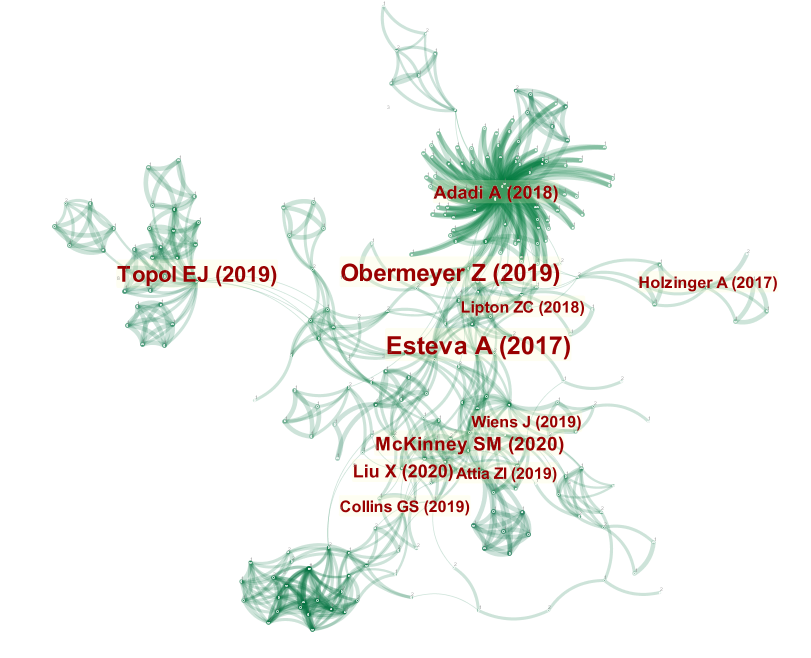 Adadi A (2018)
Topol EJ (2019)
Obermeyer Z (2019)
Holzinger A (2017)
Lipton ZC (2018)
Esteva A (2017)
Wiens J (2019)
McKinney SM (2020)
Liu X (2020)
Attia ZI (2019)
Collins GS (2019)